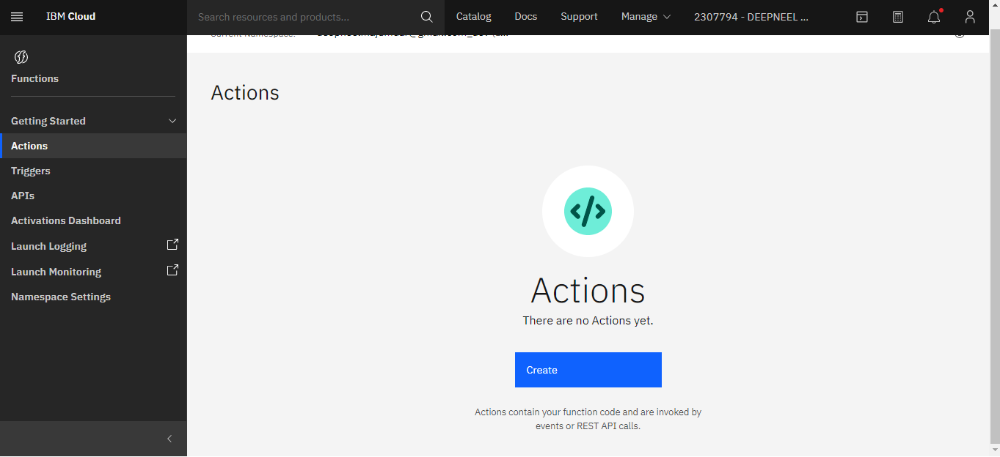 IBM Cloud
Search resources and products...
Catalog
Docs
Support
Manage
2307794 - DEEPNEEL ...
Current Namespace:
Functions
Getting Started
Actions
Triggers
APIs
Activations Dashboard
Launch Logging
Launch Monitoring
Namespace Settings
Actions
Actions
There are no Actions yet.
Create
Actions contain your function code and are invoked by
events or REST API calls.